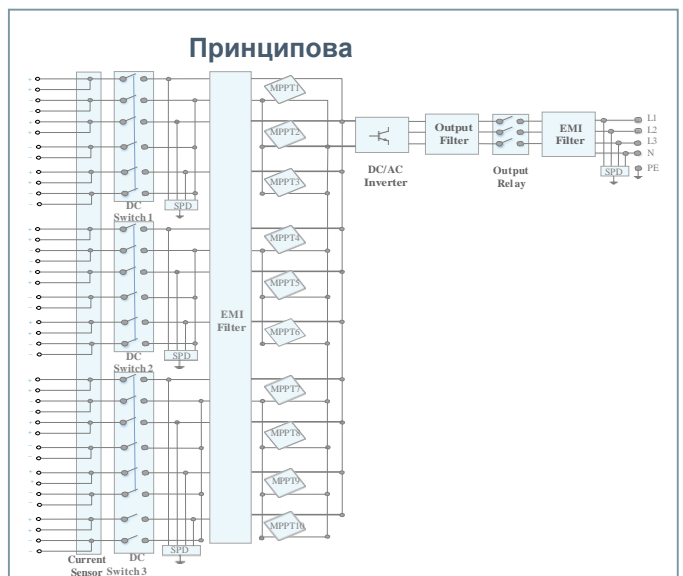 Принципова
MPPT1
MPPT2
MPPT3
MPPT4
MPPT5
MPPT6
MPPT7
MPPT8
MPPT9
MPPT10
DC
Switch 1
SPD
DC
Switch 2
SPD
DC
Switch 3
SPD
Current
Sensor
EMI
Filter
DC/AC
Inverter
Output
Filter
Output
Relay
EMI
Filter
SPD
L1
L2
L3
N
PE